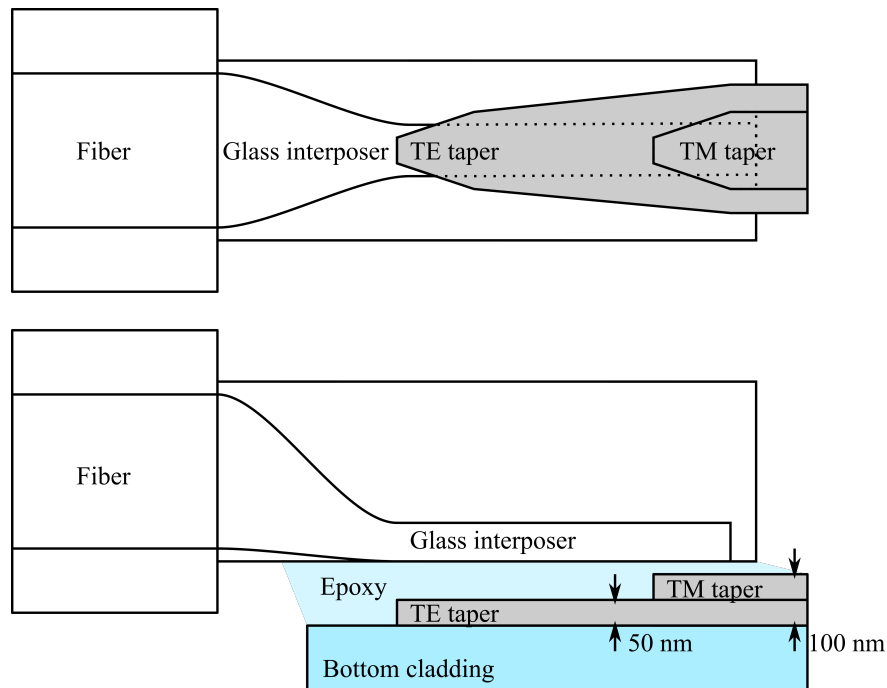 Fiber
Glass interposer
TE taper
TM taper
Fiber
Glass interposer
Epoxy
TM taper
TE taper
50 nm
100 nm
Bottom cladding